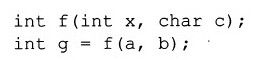 int f(int x, char c);
int g = f(a, b);